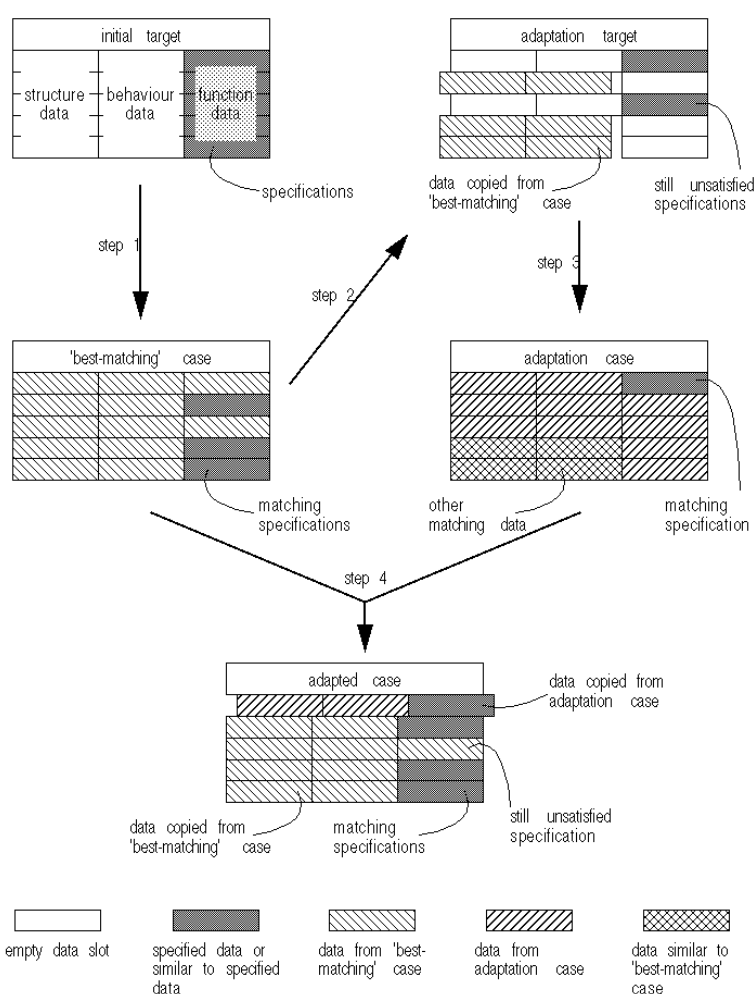 initial target
structure data
behaviour data
function data
specifications
adaptation target
data copied from
'best-matching' case
still unsatisfied
specifications
step 1
step 2
step 3
'best-matching' case
matching
specifications
adaptation case
other
matching data
matching
specification
step 4
adapted case
data copied from
adaptation case
data copied from
'best-matching' case
matching
specifications
still unsatisfied
specification
empty data slot
specified data or
similar to specified
data
data from 'best-
matching' case
data from
adaptation case
data similar to
'best-matching'
case